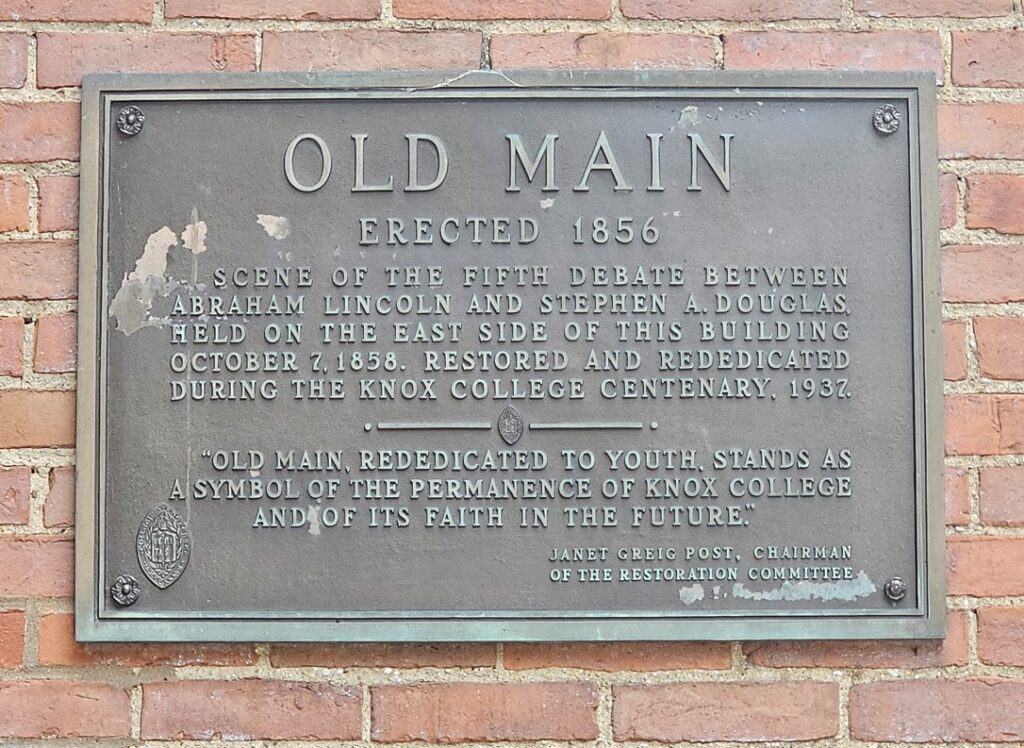 OLD MAIN
ERECTED 1856
SCENE OF THE FIFTH DEBATE BETWEEN
ABRAHAM LINCOLN AND STEPHEN A. DOUGLAS,
HELD ON THE EAST SIDE OF THIS BUILDING
OCTOBER 7, 1858. RESTORED AND REDEDICATED
DURING THE KNOX COLLEGE CENTENARY, 1937.
"OLD MAIN, REDEDICATED TO YOUTH, STANDS AS
A SYMBOL OF THE PERMANENCE OF KNOX COLLEGE
AND OF ITS FAITH IN THE FUTURE."
JANET GREIG POST, CHAIRMAN
OF THE RESTORATION COMMITTEE